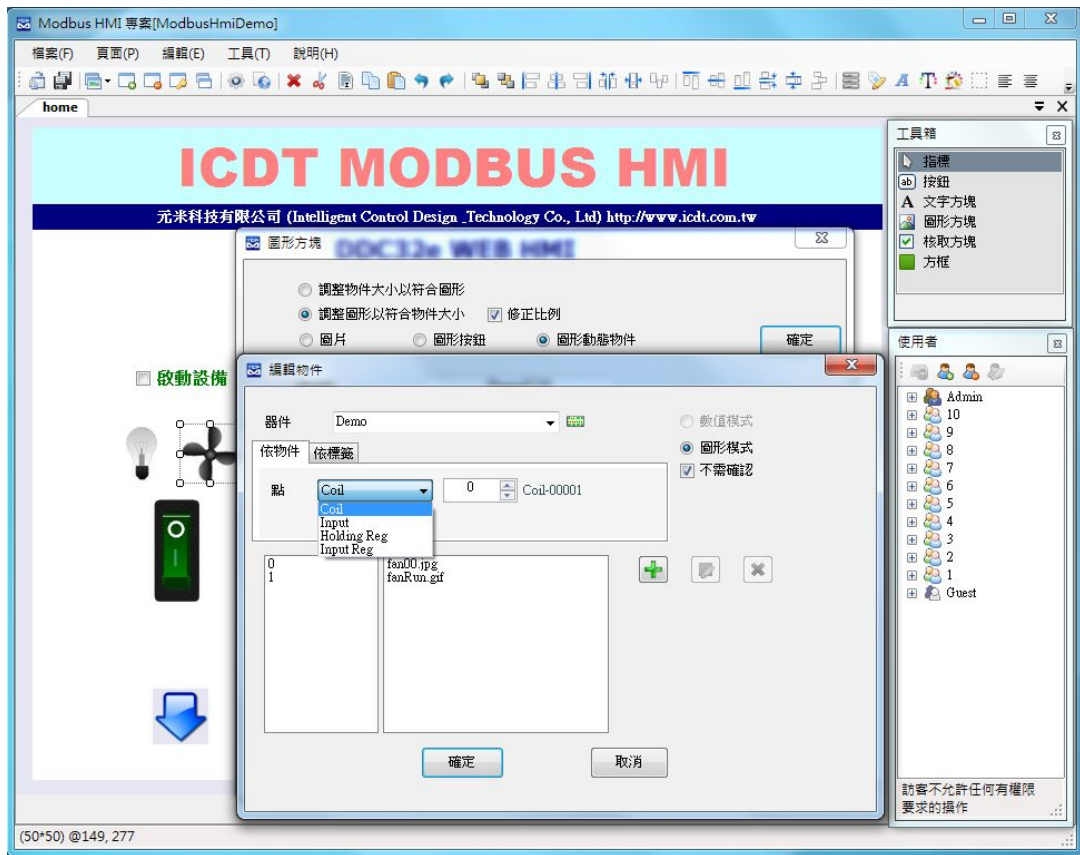 Modbus HMI 專案[ModbusHmiDemo]
檔案(F) 頁面(P) 編輯(E) 工具(T) 說明(H)
home
ICDT MODBUS HMI
元米科技有限公司 (Intelligent Control Design _Technology Co., Ltd) http://www.icdt.com.tw
圖形方塊
DDC32e WEB HMI
調整物件大小以符合圖形
調整圖形以符合物件大小 修正比例
圖片 圖形按鈕 圖形動態物件 確定
啟動設備
編輯物件
器件 Demo 數值模式
依物件 依標籤 圖形模式
不需確認
點 Coil 0 Coil-00001
Coil
Input
Holding Reg
Input Reg
0 fan00.jpg
1 fanRun.gif
確定 取消
工具箱
指標
ab 按鈕
A 文字方塊
圖形方塊
核取方塊
方框
使用者
Admin
10
9
8
7
6
5
4
3
2
1
Guest
訪客不允許任何有權限
要求的操作
(50*50) @149, 277